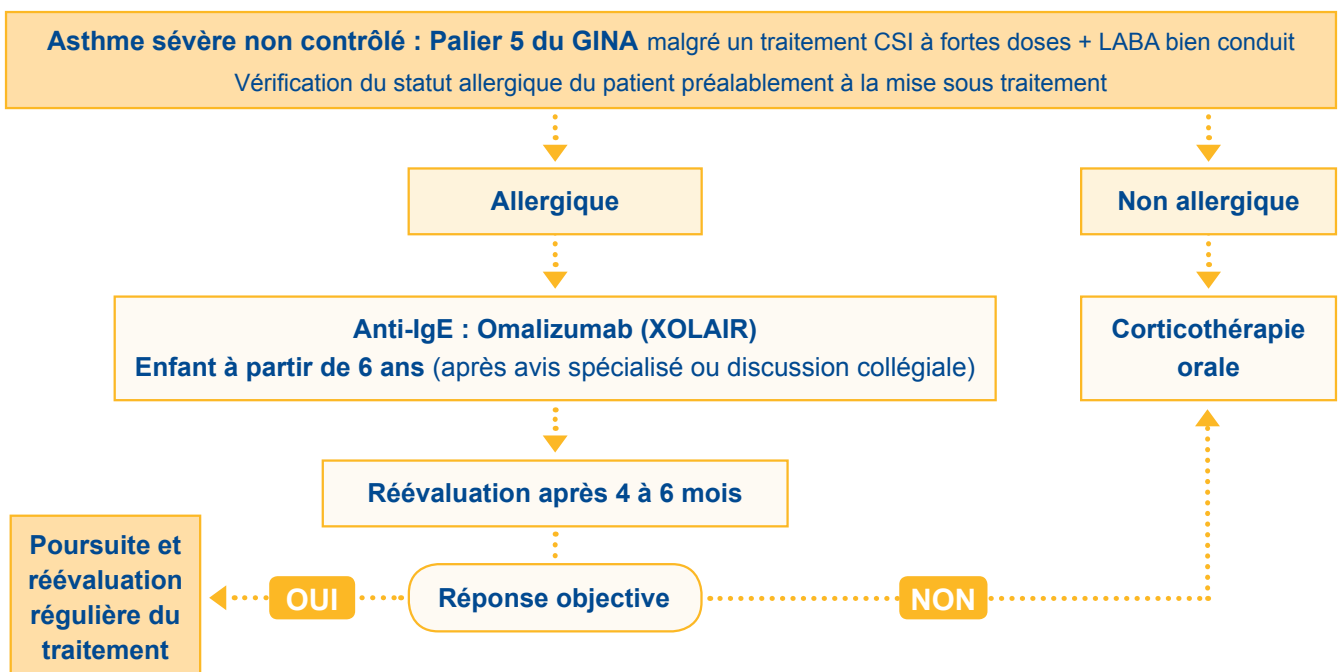 Asthme sévère non contrôlé : Palier 5 du GINA malgré un traitement CSI à fortes doses + LABA bien conduit
Vérification du statut allergique du patient préalablement à la mise sous traitement
Allergique
Non allergique
Anti-IgE : Omalizumab (XOLAIR)
Enfant à partir de 6 ans (après avis spécialisé ou discussion collégiale)
Corticothérapie
orale
Réévaluation après 4 à 6 mois
Poursuite et
réévaluation
régulière du
traitement
OUI
Réponse objective
NON